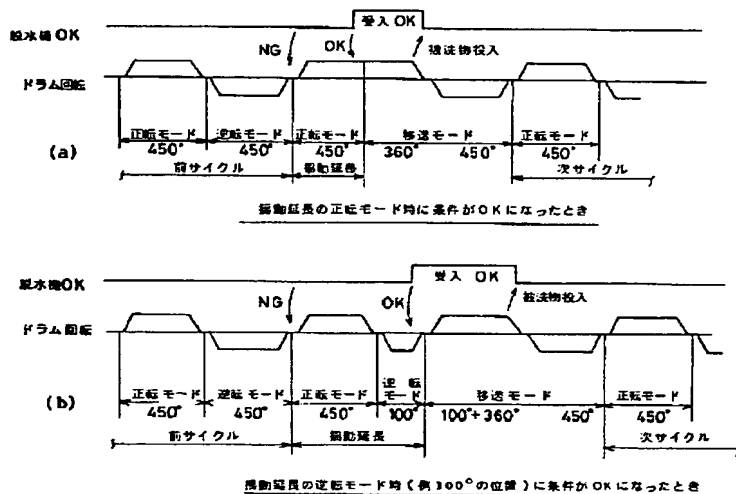 受入 OK
脱水機 OK
NG
OK
被洗物投入
ドラム回転
正転モード 逆転モード 正転モード 移送モード 正転モード
(a)
450° 450° 450° 360° 450° 450°
前サイクル 揺動延長 次サイクル
揺動延長の正転モード時に条件がOKになったとき
受入 OK
脱水機OK
NG
OK
被洗物投入
ドラム回転
正転モード 逆転モード 正転モード 逆転モード 移送モード 正転モード
(b)
450° 450° 450° 100° 100°+360° 450° 450°
前サイクル 揺動延長 次サイクル
揺動延長の逆転モード時(例100°の位置)に条件がOKになったとき